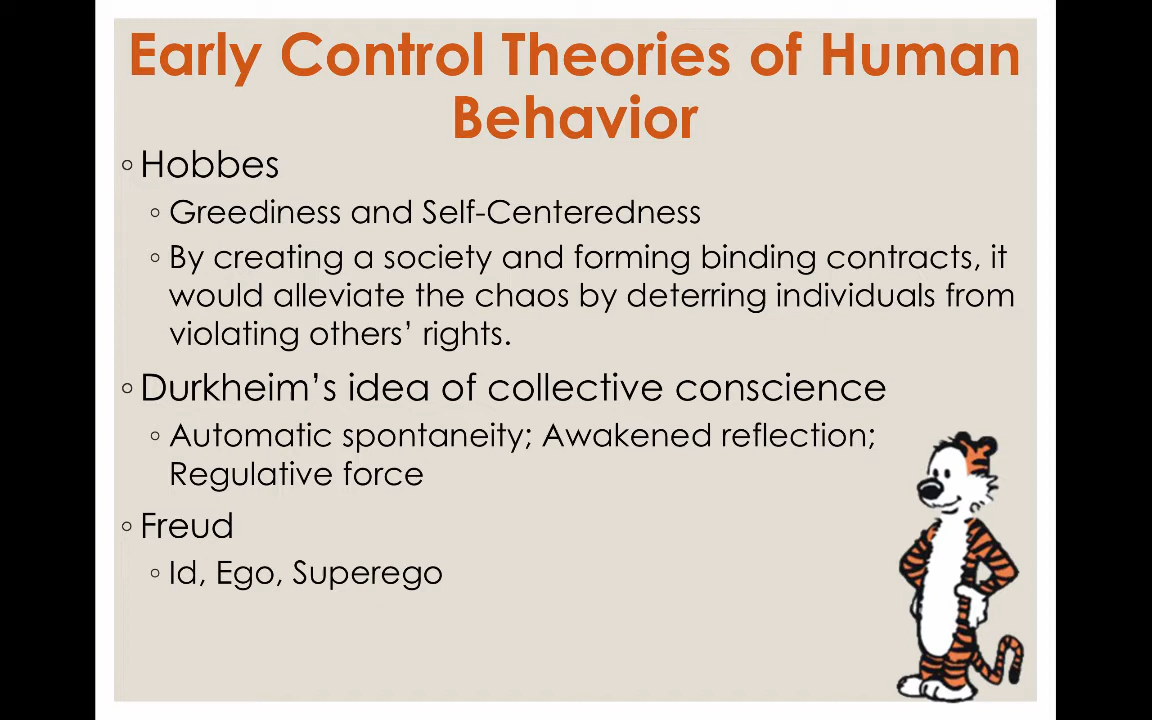 Early Control Theories of Human
Behavior
◦ Hobbes
◦ Greediness and Self-Centeredness
◦ By creating a society and forming binding contracts, it
would alleviate the chaos by deterring individuals from
violating others’ rights.
◦ Durkheim’s idea of collective conscience
◦ Automatic spontaneity; Awakened reflection;
Regulative force
◦ Freud
◦ Id, Ego, Superego